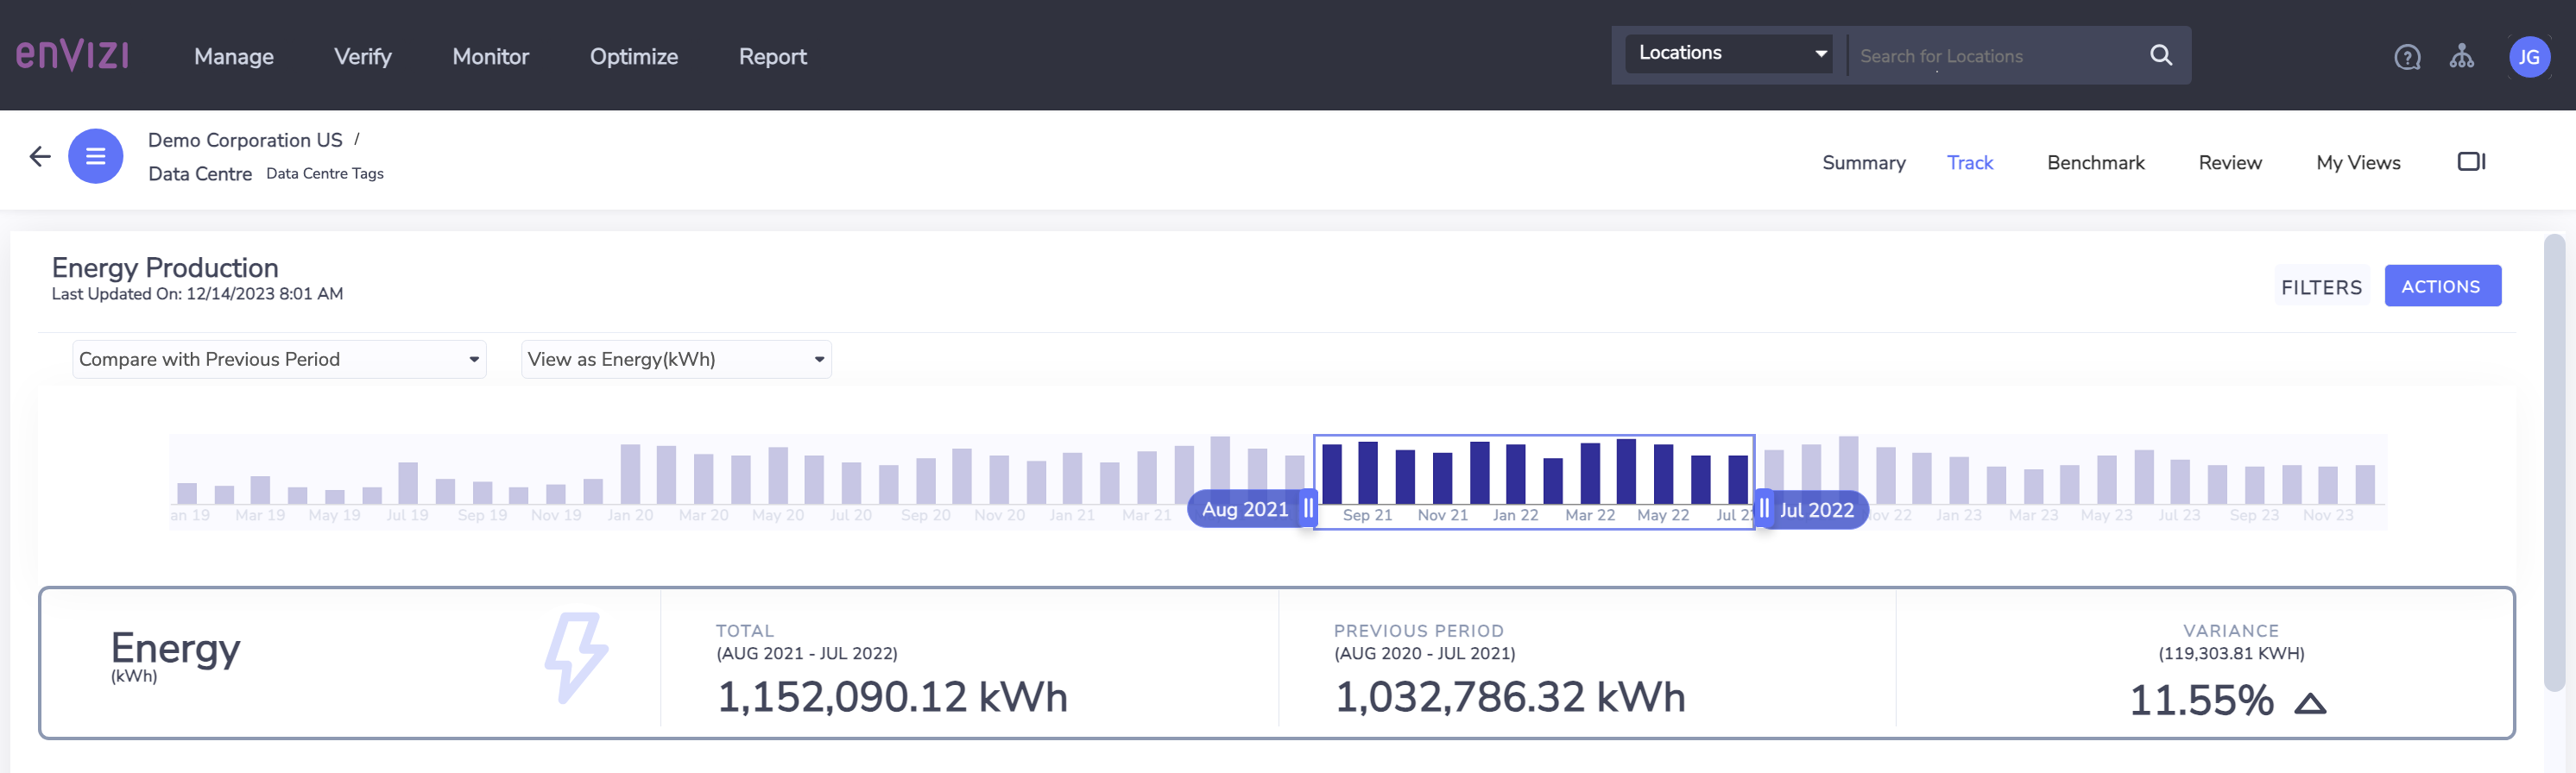 enVIZI
Manage Verify Monitor Optimize Report
Locations Search for Locations
? JG
Demo Corporation US /
Data Centre Data Centre Tags
Summary Track Benchmark Review My Views
Energy Production
Last Updated On: 12/14/2023 8:01 AM
FILTERS ACTIONS
Compare with Previous Period View as Energy(kWh)
Aug 2021 Jul 2022
an 19 Mar 19 May 19 Jul 19 Sep 19 Nov 19 Jan 20 Mar 20 May 20 Jul 20 Sep 20 Nov 20 Jan 21 Mar 21 Sep 21 Nov 21 Jan 22 Mar 22 May 22 Jul 2 ov 22 Jan 23 Mar 23 May 23 Jul 23 Sep 23 Nov 23
Energy
(kWh)
TOTAL
(AUG 2021 - JUL 2022)
1,152,090.12 kWh
PREVIOUS PERIOD
(AUG 2020 - JUL 2021)
1,032,786.32 kWh
VARIANCE
(119,303.81 KWH)
11.55%